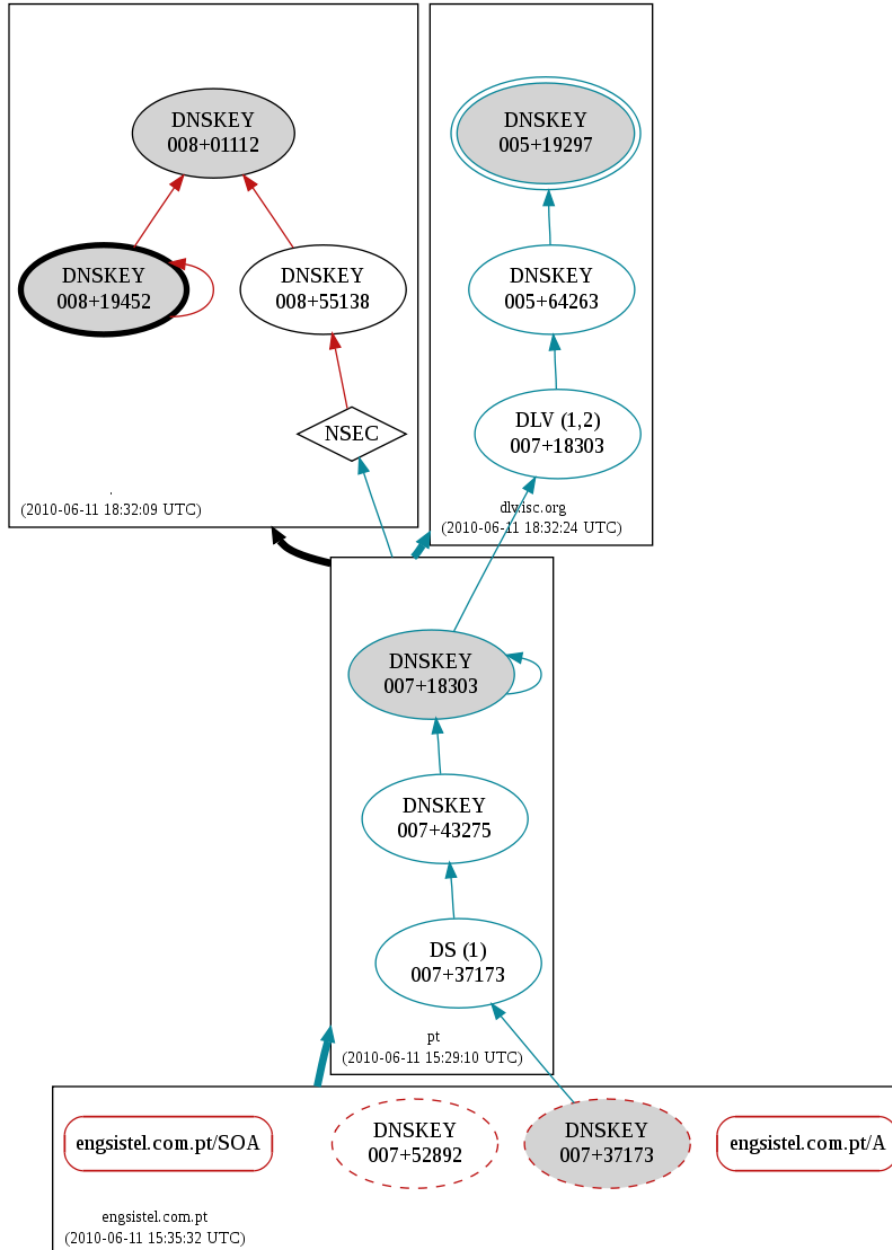 DNSKEY
008+01112
DNSKEY
008+19452
DNSKEY
008+55138
NSEC
.
(2010-06-11 18:32:09 UTC)
DNSKEY
005+19297
DNSKEY
005+64263
DLV (1,2)
007+18303
dlv.isc.org
(2010-06-11 18:32:24 UTC)
DNSKEY
007+18303
DNSKEY
007+43275
DS (1)
007+37173
pt
(2010-06-11 15:29:10 UTC)
engsistel.com.pt/SOA
DNSKEY
007+52892
DNSKEY
007+37173
engsistel.com.pt/A
engsistel.com.pt
(2010-06-11 15:35:32 UTC)